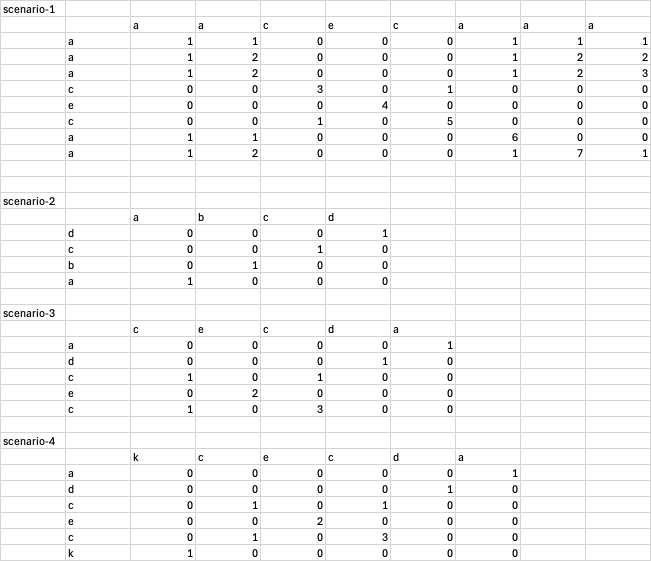 scenario-1
a a c e c a a a
a 1 1 0 0 0 1 1 1
a 1 2 0 0 0 1 2 2
a 1 2 0 0 0 1 2 3
c 0 0 3 0 1 0 0 0
e 0 0 0 4 0 0 0 0
c 0 0 1 0 5 0 0 0
a 1 1 0 0 0 6 0 0
a 1 2 0 0 0 1 7 1
scenario-2
a b c d
d 0 0 0 1
c 0 0 1 0
b 0 1 0 0
a 1 0 0 0
scenario-3
c e c d a
a 0 0 0 0 1
d 0 0 0 1 0
c 1 0 1 0 0
e 0 2 0 0 0
c 1 0 3 0 0
scenario-4
k c e c d a
a 0 0 0 0 0 1
d 0 0 0 0 1 0
c 0 1 0 1 0 0
e 0 0 2 0 0 0
c 0 1 0 3 0 0
k 1 0 0 0 0 0